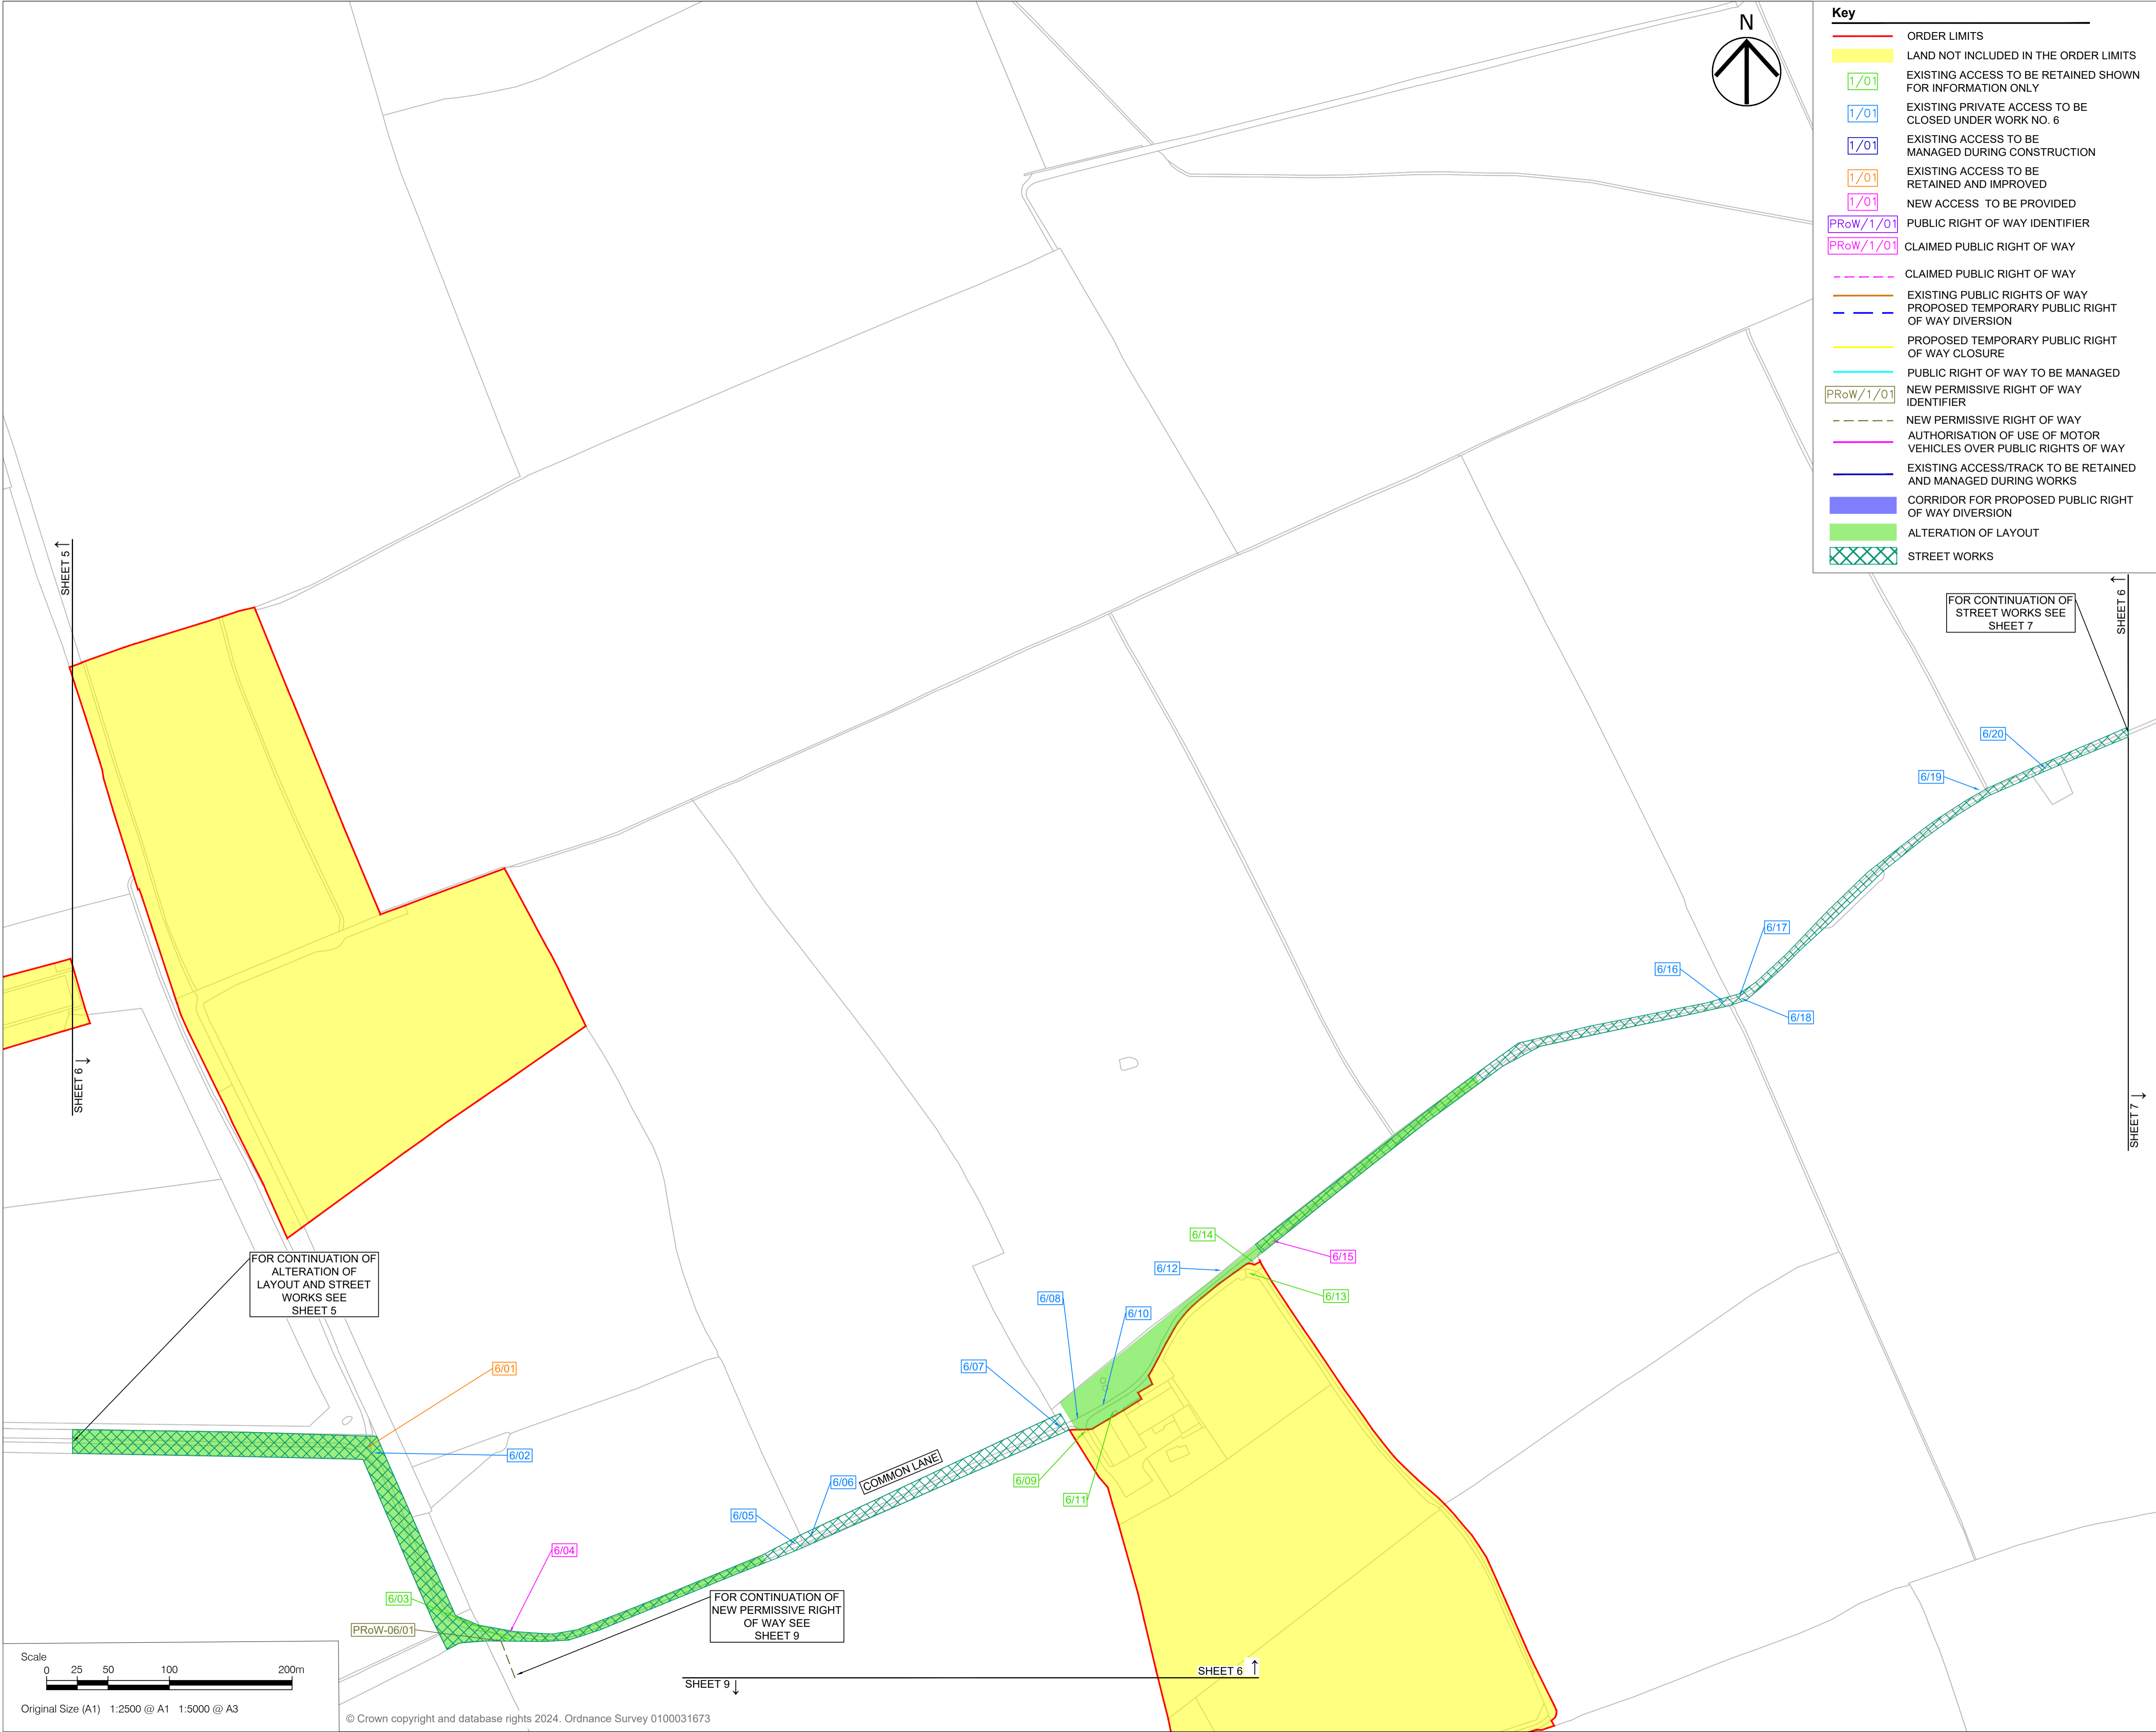 Key
ORDER LIMITS
LAND NOT INCLUDED IN THE ORDER LIMITS
1/01
EXISTING ACCESS TO BE RETAINED SHOWN
FOR INFORMATION ONLY
1/01
EXISTING PRIVATE ACCESS TO BE
CLOSED UNDER WORK NO. 6
1/01
EXISTING ACCESS TO BE
MANAGED DURING CONSTRUCTION
1/01
EXISTING ACCESS TO BE
RETAINED AND IMPROVED
1/01
NEW ACCESS TO BE PROVIDED
PRoW/1/01
PUBLIC RIGHT OF WAY IDENTIFIER
PRoW/1/01
CLAIMED PUBLIC RIGHT OF WAY
CLAIMED PUBLIC RIGHT OF WAY
EXISTING PUBLIC RIGHTS OF WAY
PROPOSED TEMPORARY PUBLIC RIGHT
OF WAY DIVERSION
PROPOSED TEMPORARY PUBLIC RIGHT
OF WAY CLOSURE
PUBLIC RIGHT OF WAY TO BE MANAGED
PRoW/1/01
NEW PERMISSIVE RIGHT OF WAY
IDENTIFIER
NEW PERMISSIVE RIGHT OF WAY
AUTHORISATION OF USE OF MOTOR
VEHICLES OVER PUBLIC RIGHTS OF WAY
EXISTING ACCESS/TRACK TO BE RETAINED
AND MANAGED DURING WORKS
CORRIDOR FOR PROPOSED PUBLIC RIGHT
OF WAY DIVERSION
ALTERATION OF LAYOUT
STREET WORKS
N
SHEET 5 ↑
SHEET 6 ↑
FOR CONTINUATION OF
STREET WORKS SEE
SHEET 7
6/20
6/19
6/17
6/16
6/18
SHEET 6 →
SHEET 7 →
6/14
6/15
6/12
6/13
6/08
6/10
FOR CONTINUATION OF
ALTERATION OF
LAYOUT AND STREET
WORKS SEE
SHEET 5
6/07
6/01
6/02
COMMON LANE
6/06
6/09
6/11
6/05
6/04
6/03
PRoW-06/01
FOR CONTINUATION OF
NEW PERMISSIVE RIGHT
OF WAY SEE
SHEET 9
SHEET 6 ↑
SHEET 9 ↓
Scale
0 25 50 100 200m
Original Size (A1) 1:2500 @ A1 1:5000 @ A3
© Crown copyright and database rights 2024. Ordnance Survey 0100031673